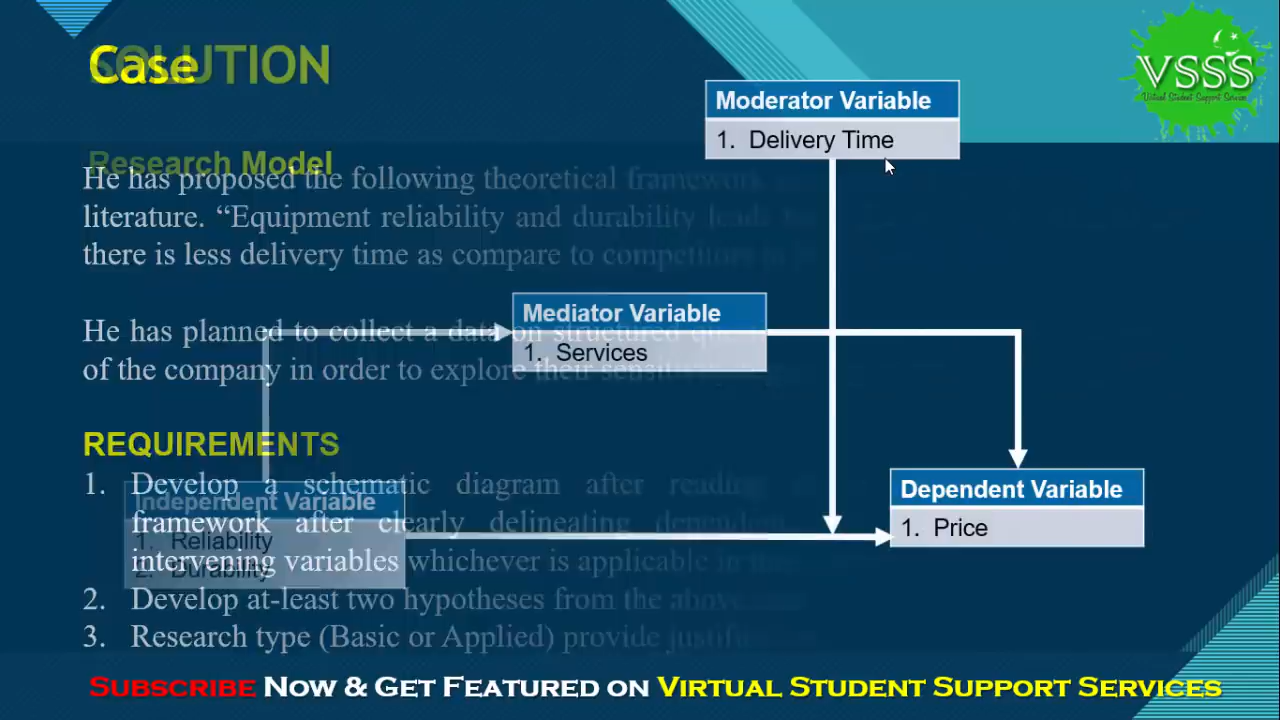 Case
SOLUTION
VSSS
Virtual Student Support Services
Moderator Variable
1. Delivery Time
Research Model
He has proposed the following theoretical framework
literature. “Equipment reliability and durability leads
there is less delivery time as compare to competitors
Mediator Variable
1. Services
He has planned to collect a data on structured
of the company in order to explore their
REQUIREMENTS
1. Develop a schematic diagram after reading
framework after clearly delineating dependent
intervening variables whichever is applicable in
2. Develop at-least two hypotheses from the above
3. Research type (Basic or Applied) provide
Independent Variable
1. Reliability
2. Durability
Dependent Variable
1. Price
SUBSCRIBE NOW & GET FEATURED ON VIRTUAL STUDENT SUPPORT SERVICES